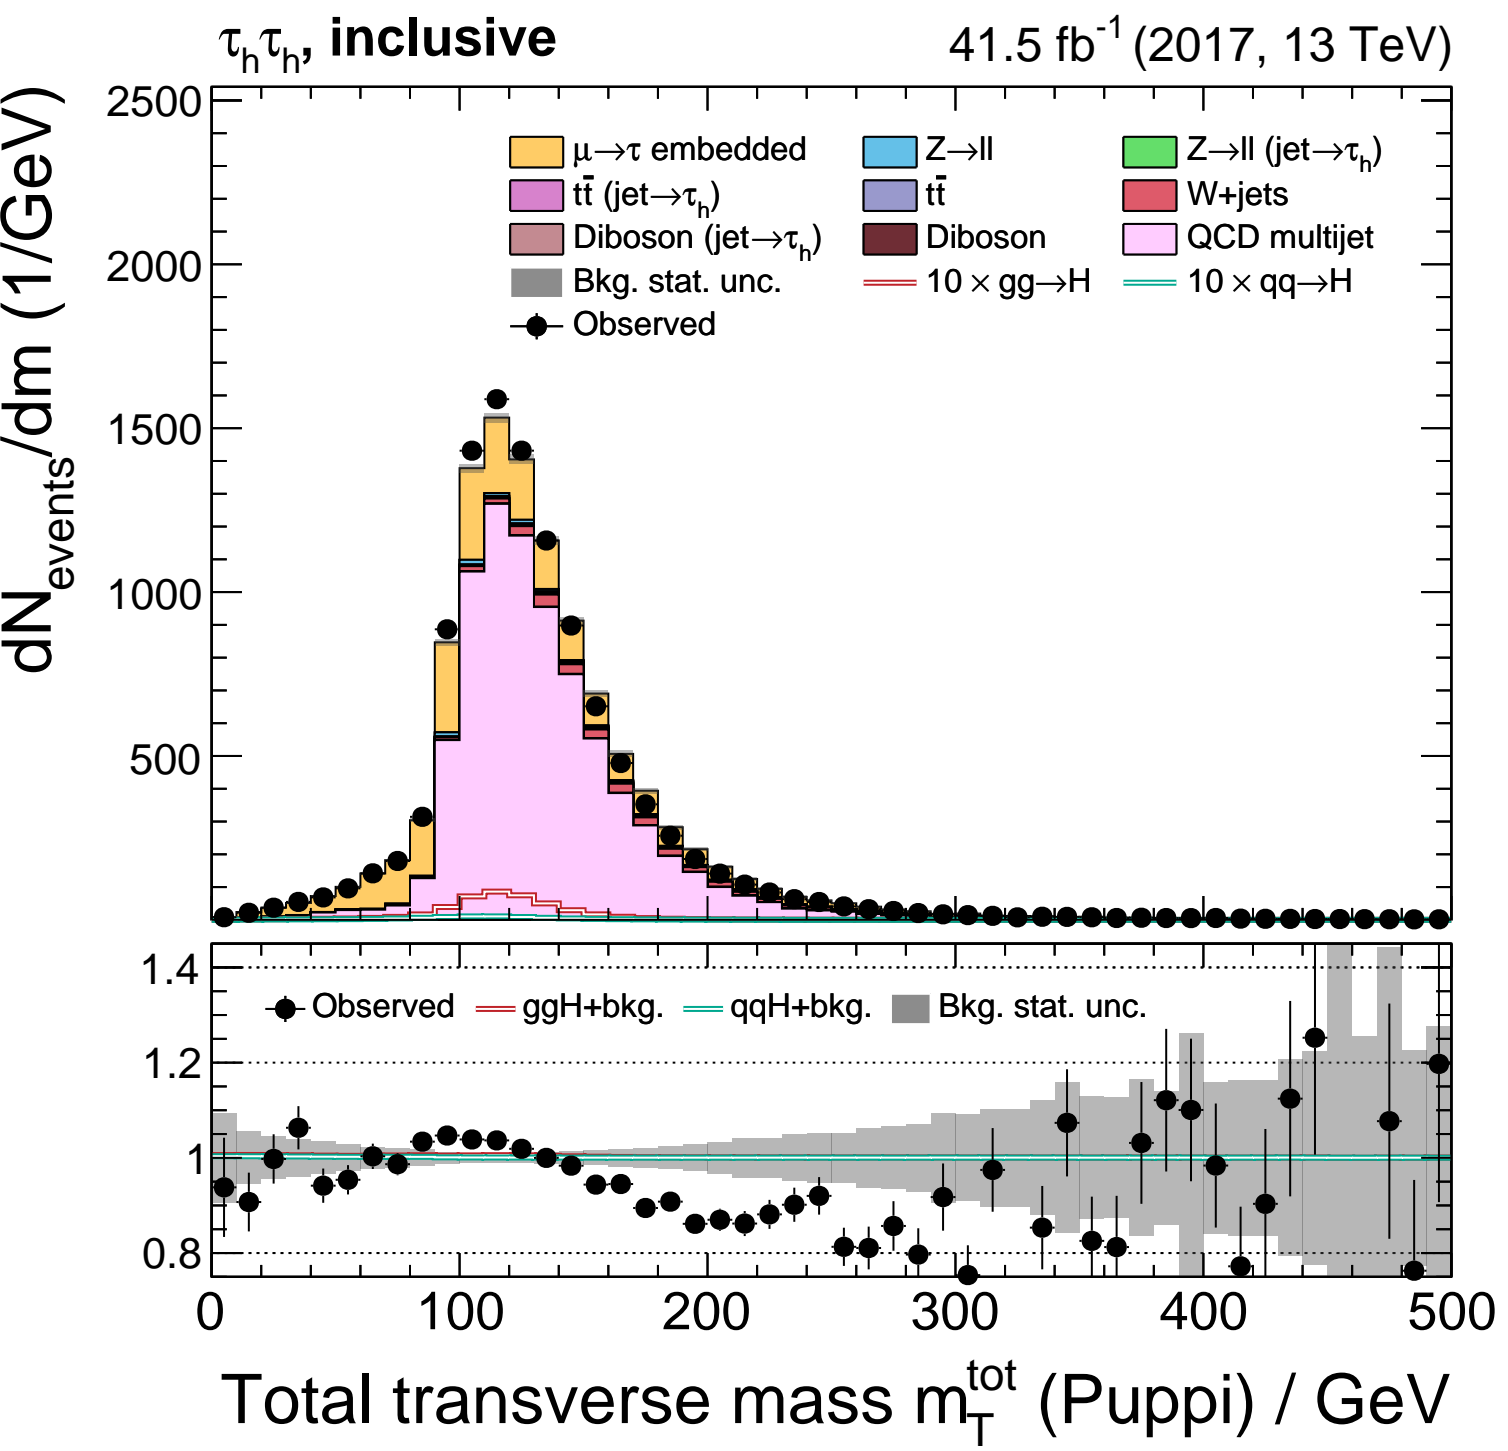 τhτh, inclusive 41.5 fb-1 (2017, 13 TeV)
dNevents/dm (1/GeV)
2500
2000
1500
1000
500
μ→τ embedded Z→ll Z→ll (jet→τh)
tt̄ (jet→τh) tt̄ W+jets
Diboson (jet→τh) Diboson QCD multijet
Bkg. stat. unc. 10 × gg→H 10 × qq→H
Observed
1.4
1.2
1
0.8
Observed ggH+bkg. qqH+bkg. Bkg. stat. unc.
0 100 200 300 400 500
Total transverse mass mTtot (Puppi) / GeV